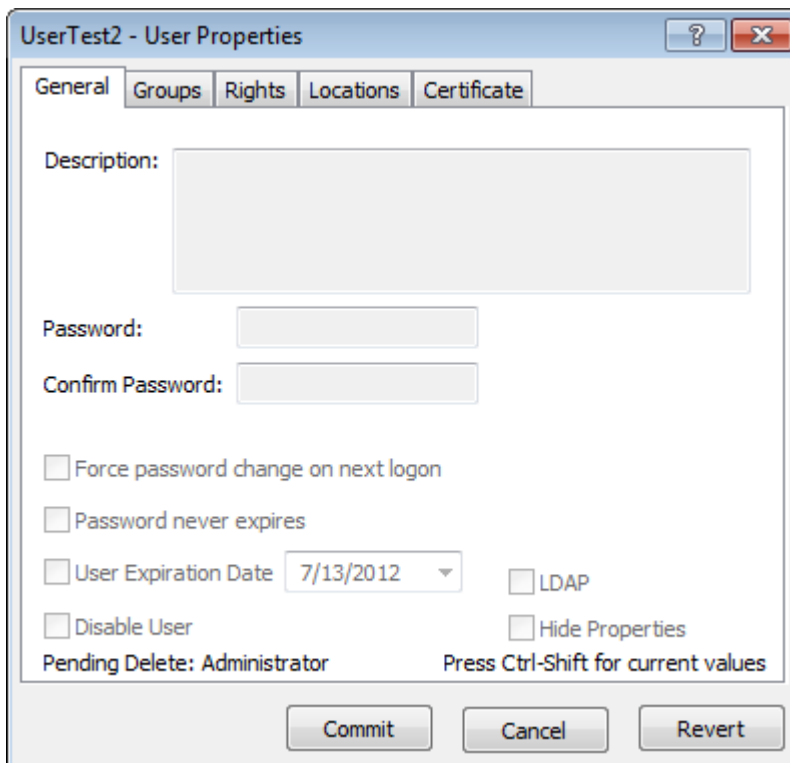 UserTest2 - User Properties
General Groups Rights Locations Certificate
Description:
Password:
Confirm Password:
Force password change on next logon
Password never expires
User Expiration Date 7/13/2012
LDAP
Disable User
Hide Properties
Pending Delete: Administrator
Press Ctrl-Shift for current values
Commit Cancel Revert